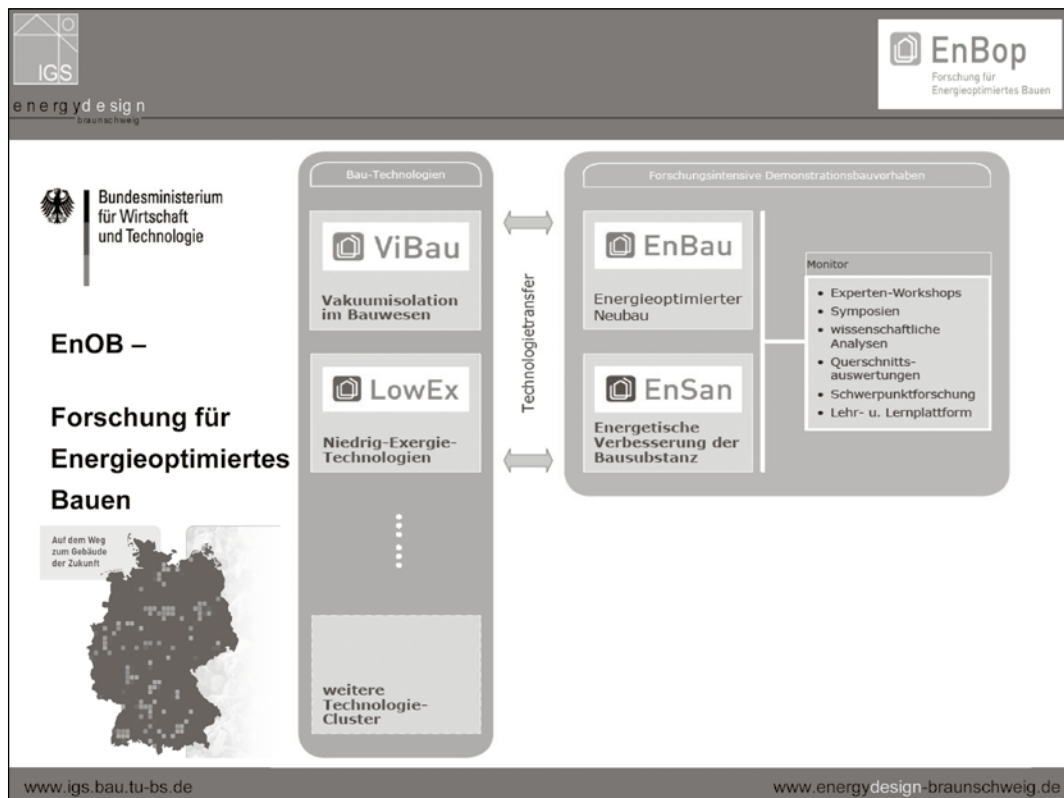 IGS
energydesign
braunschweig
EnBop
Forschung für
Energieoptimiertes Bauen
Bundesministerium
für Wirtschaft
und Technologie
EnOB –
Forschung für
Energieoptimiertes
Bauen
Auf dem Weg
zum Gebäude
der Zukunft
Bau-Technologien
ViBau
Vakuumisolation
im Bauwesen
LowEx
Niedrig-Exergie-
Technologien
weitere
Technologie-
Cluster
Technologietransfer
Forschungsintensive Demonstrationsbauvorhaben
EnBau
Energieoptimierter
Neubau
EnSan
Energetische
Verbesserung der
Bausubstanz
Monitor
• Experten-Workshops
• Symposien
• wissenschaftliche
Analysen
• Querschnitts-
auswertungen
• Schwerpunktforschung
• Lehr- u. Lernplattform
www.igs.bau.tu-bs.de
www.energydesign-braunschweig.de